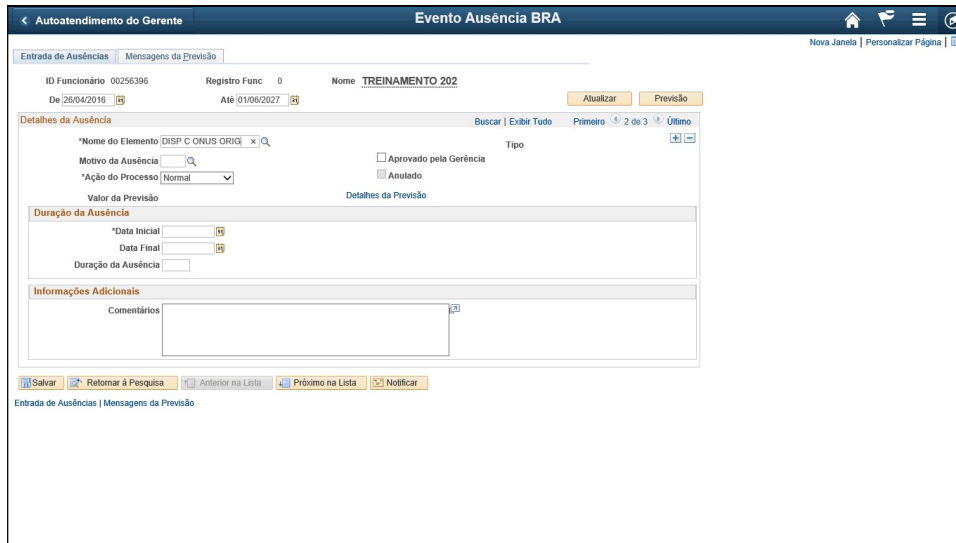 Autoatendimento do Gerente
Evento Ausência BRA
Nova Janela | Personalizar Página |
Entrada de Ausências
Mensagens da Previsão
ID Funcionário 00256396 Registro Func 0 Nome TREINAMENTO 202
De 26/04/2016 Até 01/06/2027 Atualizar Previsão
Detalhes da Ausência Buscar | Exibir Tudo Primeiro 2 de 3 Último
*Nome do Elemento DISP C ONUS ORIG × Tipo
Motivo da Ausência Aprovado pela Gerência
*Ação do Processo Normal Anulado
Valor da Previsão Detalhes da Previsão
Duração da Ausência
*Data Inicial
Data Final
Duração da Ausência
Informações Adicionais
Comentários
Salvar Retornar à Pesquisa Anterior na Lista Próximo na Lista Notificar
Entrada de Ausências | Mensagens da Previsão